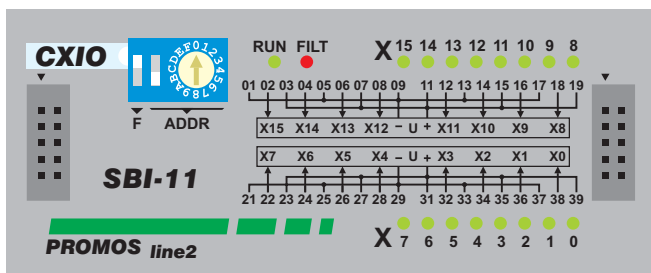 CXIO
0123456789ABCDEF
F ADDR
RUN FILT
X 15 14 13 12 11 10 9 8
01 02 03 04 05 06 07 08 09 11 12 13 14 15 16 17 18 19
X15 X14 X13 X12 – U + X11 X10 X9 X8
X7 X6 X5 X4 – U + X3 X2 X1 X0
21 22 23 24 25 26 27 28 29 31 32 33 34 35 36 37 38 39
X 7 6 5 4 3 2 1 0
SBI-11
PROMOS line2